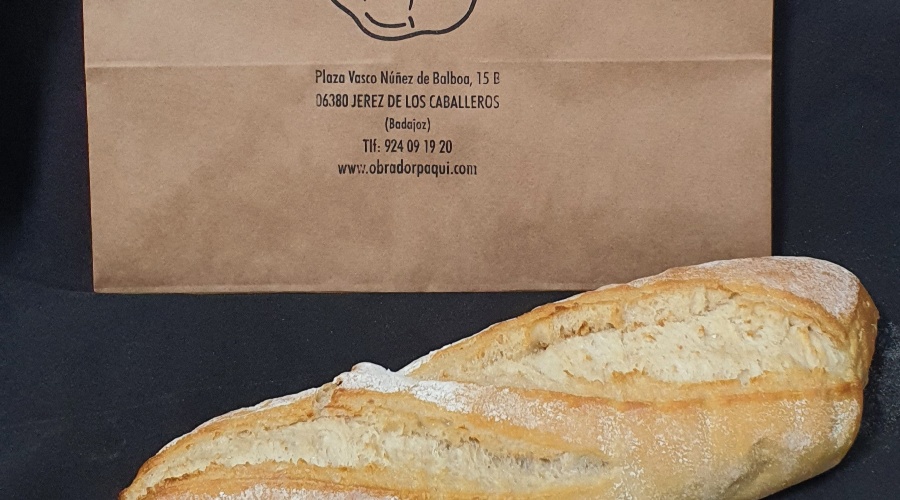 Plaza Vasco Núñez de Balboa, 15 B
06380 JEREZ DE LOS CABALLEROS
(Badajoz)
Tlf: 924 09 19 20
www.obradorpaqui.com